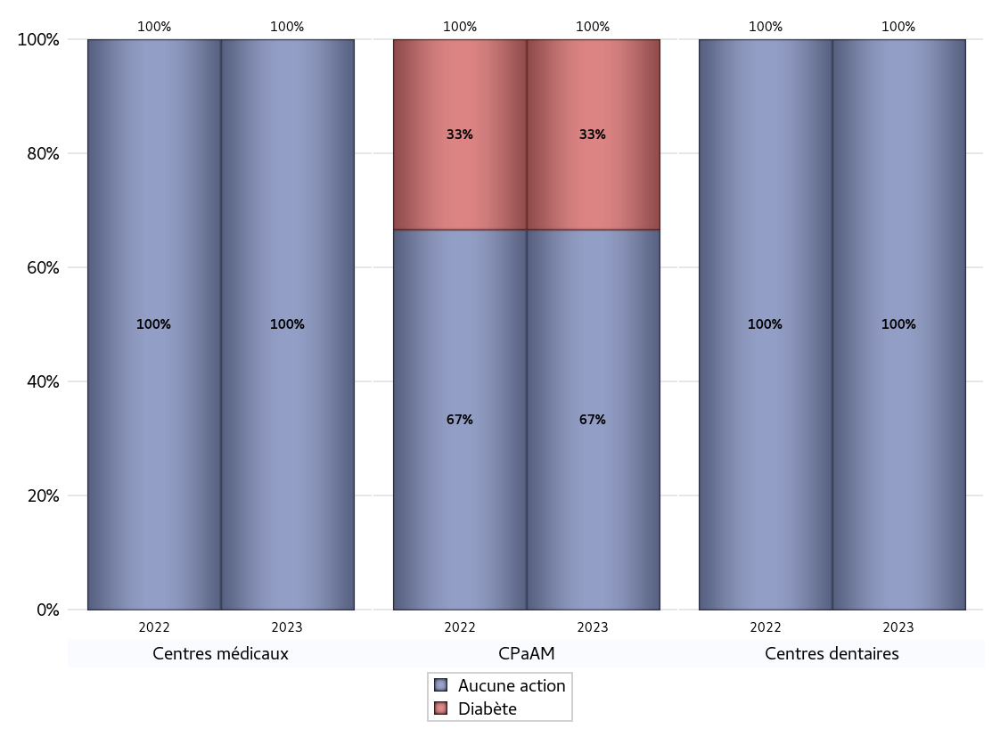 100% 100% 100% 100% 100% 100%
100%
33% 33%
80%
60%
100% 100% 100% 100%
40%
67% 67%
20%
0%
2022 2023 2022 2023 2022 2023
Centres médicaux CPaAM Centres dentaires
Aucune action
Diabète